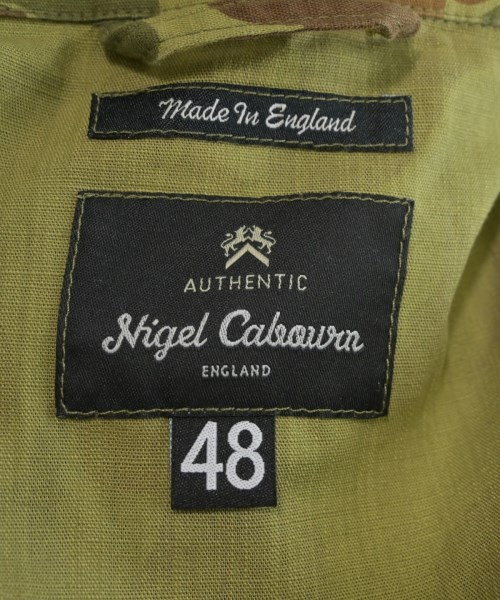 Made In England
AUTHENTIC
Nigel Cabourn
ENGLAND
48